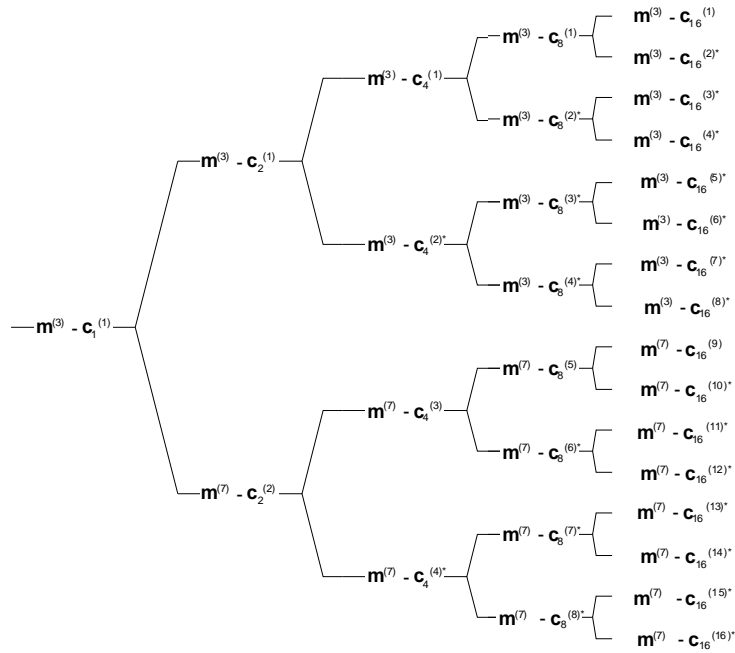 m(3) - c16(1)
m(3) - c8(1)
m(3) - c16(2)*
m(3) - c4(1)
m(3) - c16(3)*
m(3) - c8(2)*
m(3) - c16(4)*
m(3) - c2(1)
m(3) - c16(5)*
m(3) - c8(3)*
m(3) - c16(6)*
m(3) - c4(2)*
m(3) - c16(7)*
m(3) - c8(4)*
m(3) - c16(8)*
m(3) - c1(1)
m(7) - c16(9)
m(7) - c8(5)
m(7) - c16(10)*
m(7) - c4(3)
m(7) - c16(11)*
m(7) - c8(6)*
m(7) - c16(12)*
m(7) - c2(2)
m(7) - c16(13)*
m(7) - c8(7)*
m(7) - c16(14)*
m(7) - c4(4)*
m(7) - c16(15)*
m(7) - c8(8)*
m(7) - c16(16)*